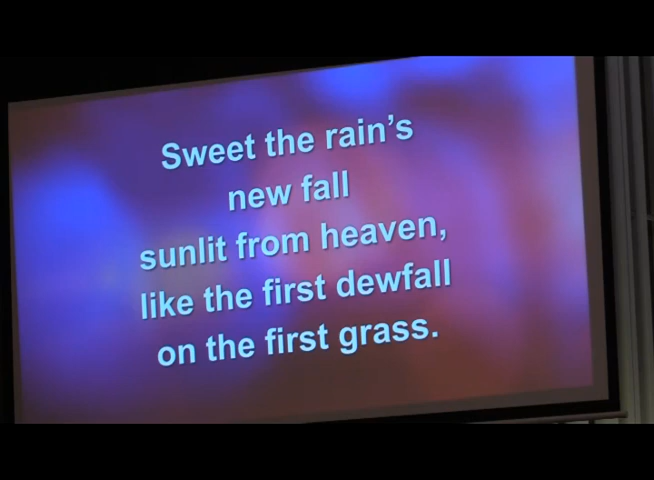 Sweet the rain’s
new fall
sunlit from heaven,
like the first dewfall
on the first grass.